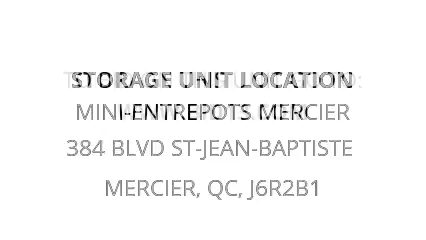 STORAGE UNIT LOCATION
MINI-ENTREPOTS MERCIER
384 BLVD ST-JEAN-BAPTISTE
MERCIER, QC, J6R2B1